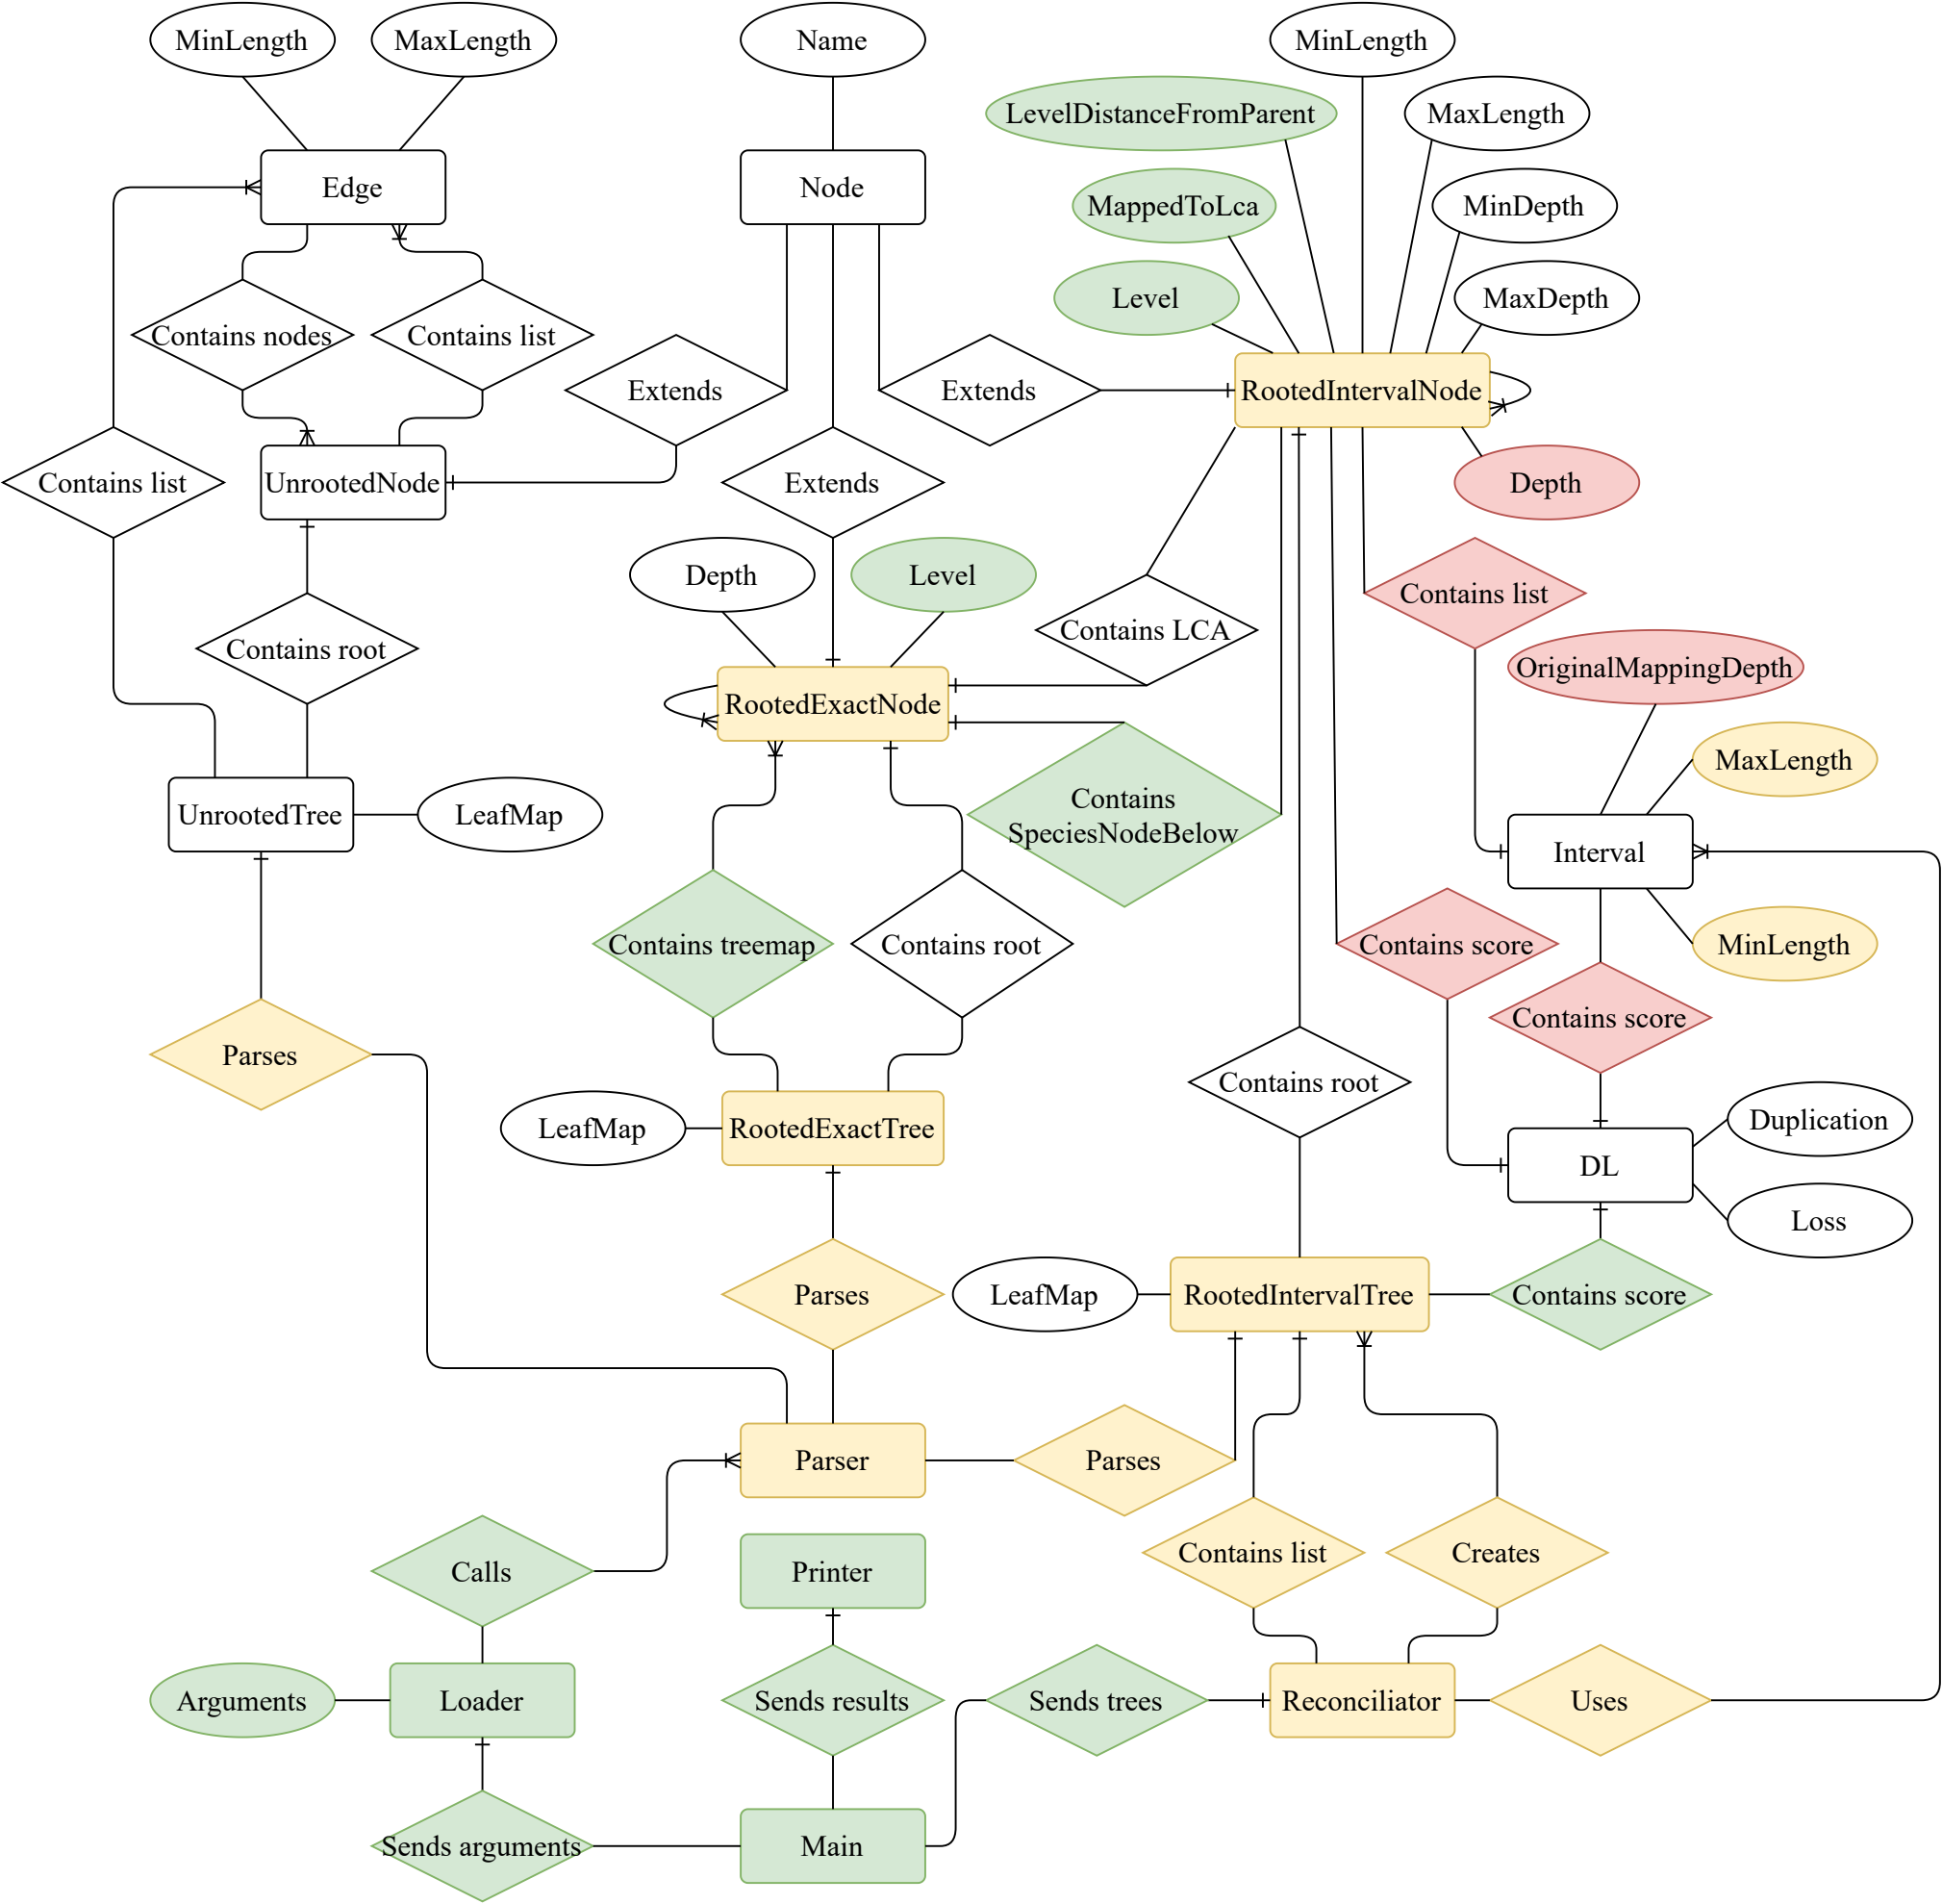 MinLength
MaxLength
Name
MinLength
LevelDistanceFromParent
MaxLength
Edge
Node
MappedToLca
MinDepth
Level
MaxDepth
Contains nodes
Contains list
Extends
Extends
RootedIntervalNode
Contains list
UnrootedNode
Extends
Depth
Depth
Level
Contains list
Contains LCA
Contains root
OriginalMappingDepth
RootedExactNode
MaxLength
Contains
SpeciesNodeBelow
UnrootedTree
LeafMap
Interval
Contains treemap
Contains root
Contains score
MinLength
Contains score
Parses
Contains root
LeafMap
RootedExactTree
Duplication
DL
Loss
Parses
LeafMap
RootedIntervalTree
Contains score
Parser
Parses
Calls
Printer
Contains list
Creates
Arguments
Loader
Sends results
Sends trees
Reconciliator
Uses
Sends arguments
Main